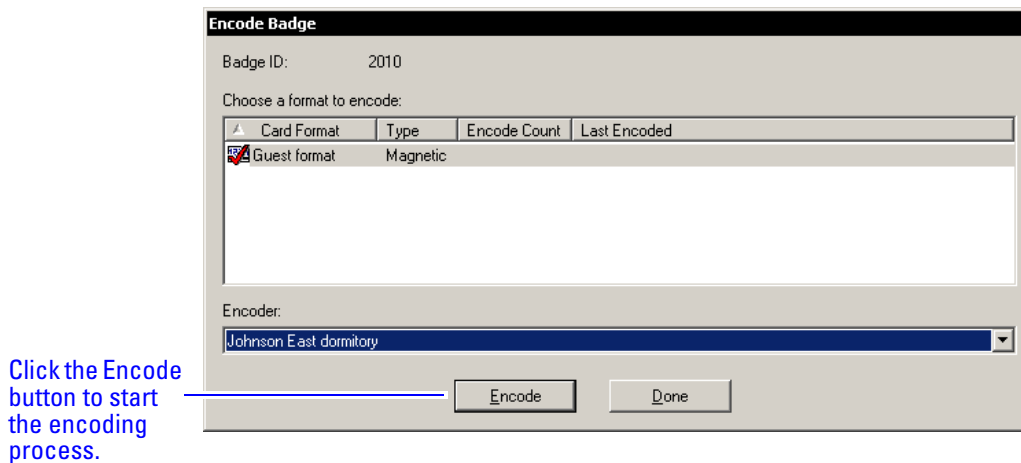 Encode Badge
Badge ID: 2010
Choose a format to encode:
Card Format Type Encode Count Last Encoded
Guest format Magnetic
Encoder:
Johnson East dormitory
Click the Encode
button to start
the encoding
process.
Encode Done